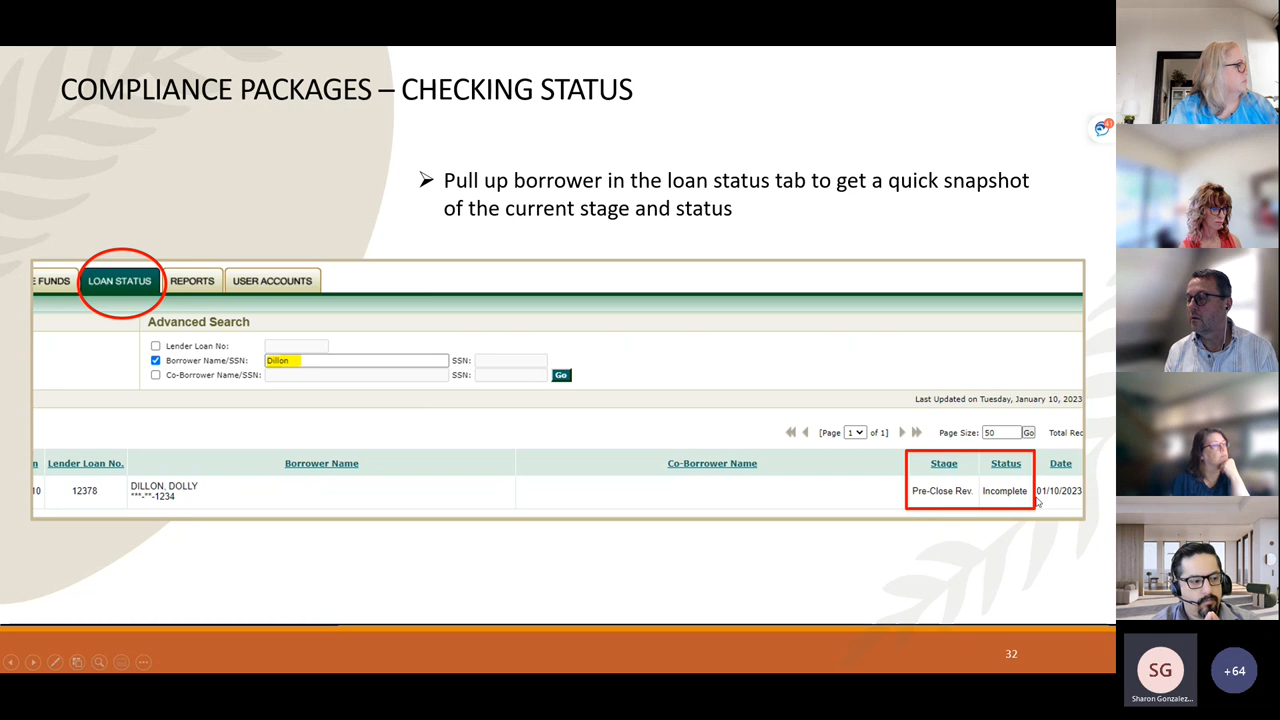 COMPLIANCE PACKAGES – CHECKING STATUS
41
➢ Pull up borrower in the loan status tab to get a quick snapshot
of the current stage and status
E FUNDS LOAN STATUS REPORTS USER ACCOUNTS
Advanced Search
Lender Loan No:
Borrower Name/SSN: Dillon SSN:
Co-Borrower Name/SSN: SSN: Go
Last Updated on Tuesday, January 10, 2023
[Page 1 of 1] Page Size: 50 Go Total Rec
n Lender Loan No. Borrower Name Co-Borrower Name Stage Status Date
10 12378 DILLON, DOLLY Pre-Close Rev. Incomplete 01/10/2023
***-**-1234
32
SG
+64
Sharon Gonzalez...